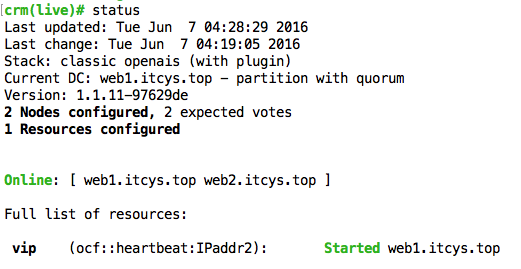 crm(live)# status
Last updated: Tue Jun  7 04:28:29 2016
Last change: Tue Jun  7 04:19:05 2016
Stack: classic openais (with plugin)
Current DC: web1.itcys.top - partition with quorum
Version: 1.1.11-97629de
2 Nodes configured, 2 expected votes
1 Resources configured
Online: [ web1.itcys.top web2.itcys.top ]
Full list of resources:
vip    (ocf::heartbeat:IPaddr2):       Started web1.itcys.top